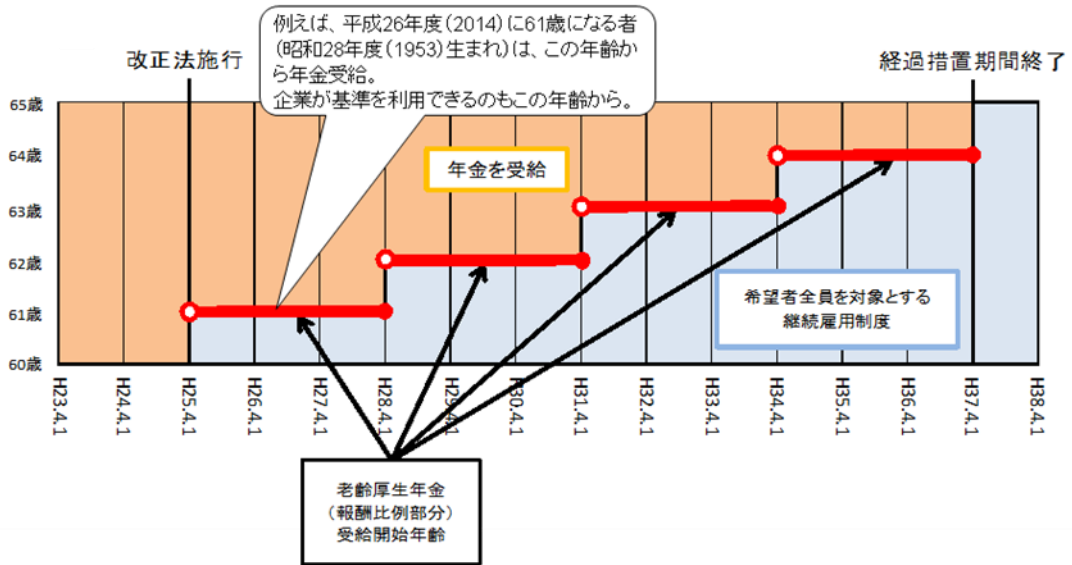 例えば、平成26年度(2014)に61歳になる者
(昭和28年度(1953)生まれ)は、この年齢か
ら年金受給。
企業が基準を利用できるのもこの年齢から。
改正法施行
経過措置期間終了
65歳
64歳
63歳
62歳
61歳
60歳
年金を受給
希望者全員を対象とする
継続雇用制度
H23.4.1
H24.4.1
H25.4.1
H26.4.1
H27.4.1
H28.4.1
H29.4.1
H30.4.1
H31.4.1
H32.4.1
H33.4.1
H34.4.1
H35.4.1
H36.4.1
H37.4.1
H38.4.1
老齢厚生年金
(報酬比例部分)
受給開始年齢